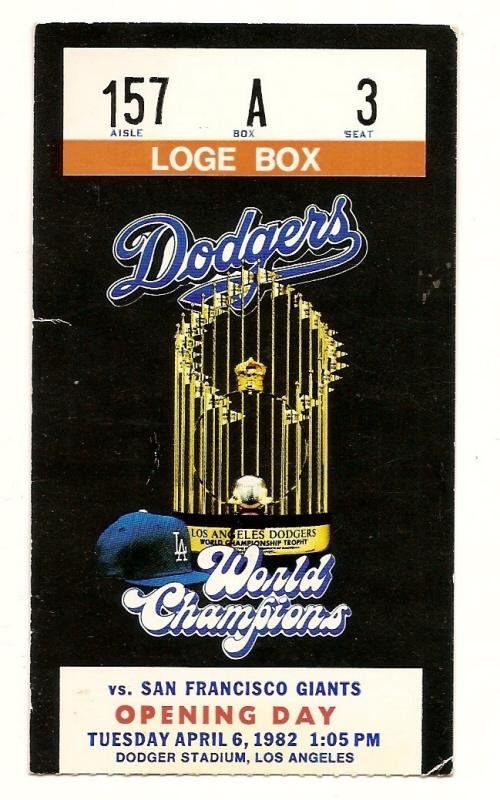 157 A 3
AISLE BOX SEAT
LOGE BOX
Dodgers
LOS ANGELES DODGERS
WORLD CHAMPIONSHIP TROPHY
LA
World
Champions
vs. SAN FRANCISCO GIANTS
OPENING DAY
TUESDAY APRIL 6, 1982 1:05 PM
DODGER STADIUM, LOS ANGELES